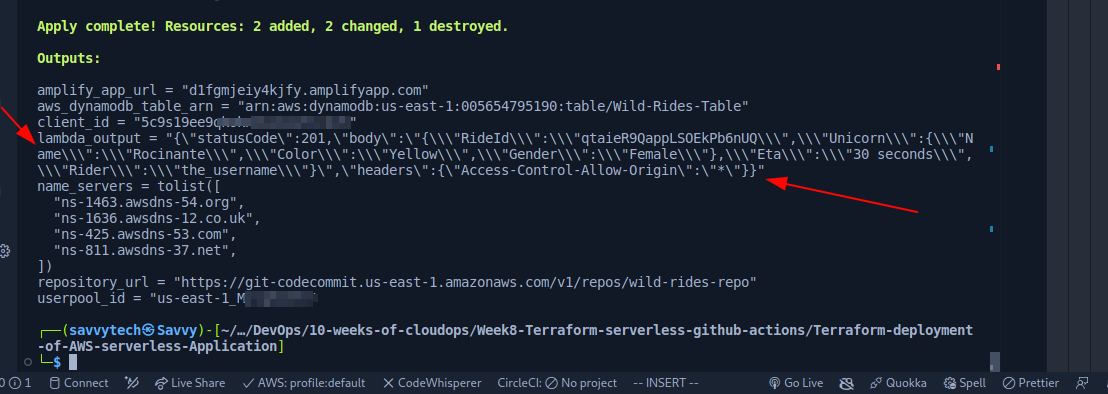 Apply complete! Resources: 2 added, 2 changed, 1 destroyed.
Outputs:
amplify_app_url = "d1fgmjeiy4kjfy.amplifyapp.com"
aws_dynamodb_table_arn = "arn:aws:dynamodb:us-east-1:005654795190:table/Wild-Rides-Table"
client_id = "5c9s19ee9q"
lambda_output = "{\"statusCode\":201,\"body\":\"{\\\"RideId\\\":\\\"qtaieR9QappLSOEkPb6nUQ\\\",\\\"Unicorn\\\":{\\\"N
ame\\\":\\\"Rocinante\\\",\\\"Color\\\":\\\"Yellow\\\",\\\"Gender\\\":\\\"Female\\\"},\\\"Eta\\\":\\\"30 seconds\\\",
\\\"Rider\\\":\\\"the_username\\\"}\",\"headers\":{\"Access-Control-Allow-Origin\":\"*\"}}"
name_servers = tolist([
"ns-1463.awsdns-54.org",
"ns-1636.awsdns-12.co.uk",
"ns-425.awsdns-53.com",
"ns-811.awsdns-37.net",
])
repository_url = "https://git-codecommit.us-east-1.amazonaws.com/v1/repos/wild-rides-repo"
userpool_id = "us-east-1_M
┌──(savvytech㉿Savvy)-[~/…/DevOps/10-weeks-of-cloudops/Week8-Terraform-serverless-github-actions/Terraform-deployment
-of-AWS-serverless-Application]
└─$
0 1 Connect Live Share AWS: profile:default CodeWhisperer CircleCI: No project -- INSERT -- Go Live Quokka Spell Prettier